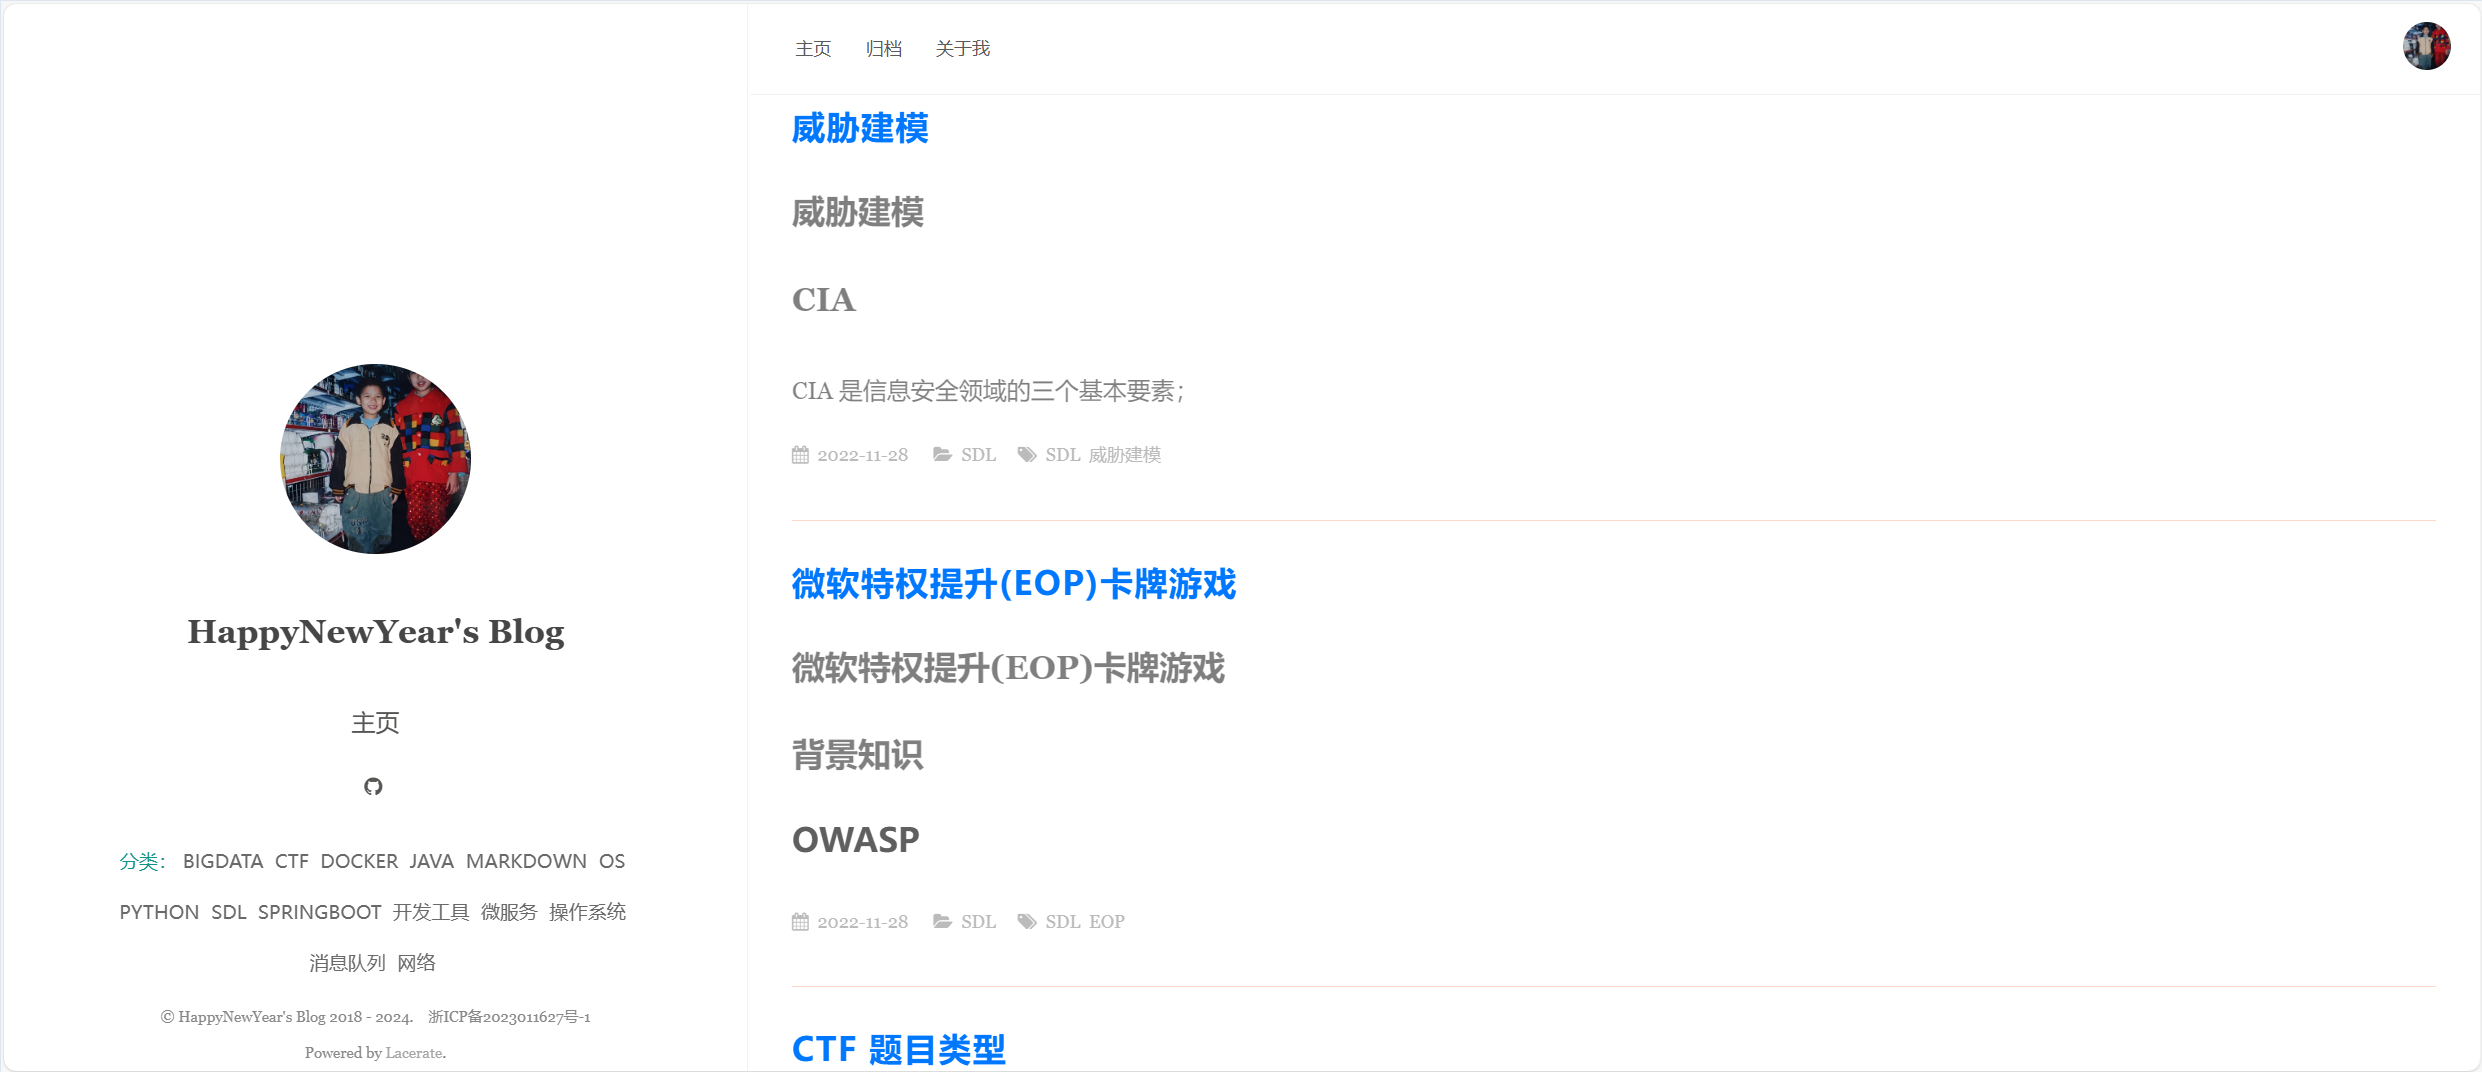 HappyNewYear's Blog
主页
分类： BIGDATA CTF DOCKER JAVA MARKDOWN OS
PYTHON SDL SPRINGBOOT 开发工具 微服务 操作系统
消息队列 网络
© HappyNewYear's Blog 2018 - 2024. 浙ICP备2023011627号-1
Powered by Lacerate.
主页 归档 关于我
威胁建模
威胁建模
CIA
CIA 是信息安全领域的三个基本要素；
2022-11-28 SDL SDL 威胁建模
微软特权提升(EOP)卡牌游戏
微软特权提升(EOP)卡牌游戏
背景知识
OWASP
2022-11-28 SDL SDL EOP
CTF 题目类型